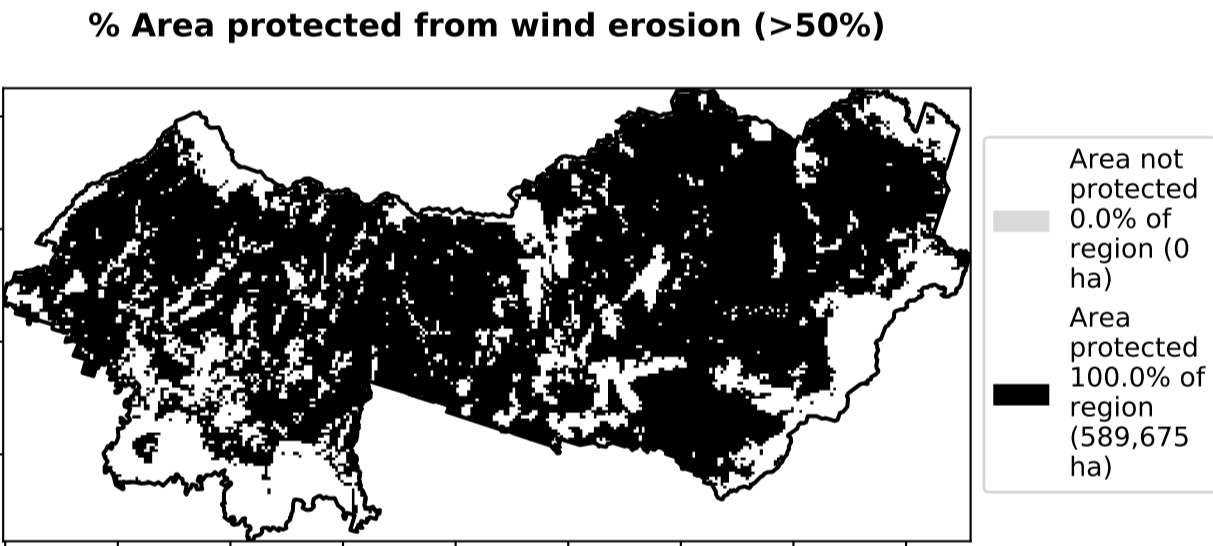 % Area protected from wind erosion (>50%)
Area not
protected
0.0% of
region (0
ha)
Area
protected
100.0% of
region
(589,675
ha)